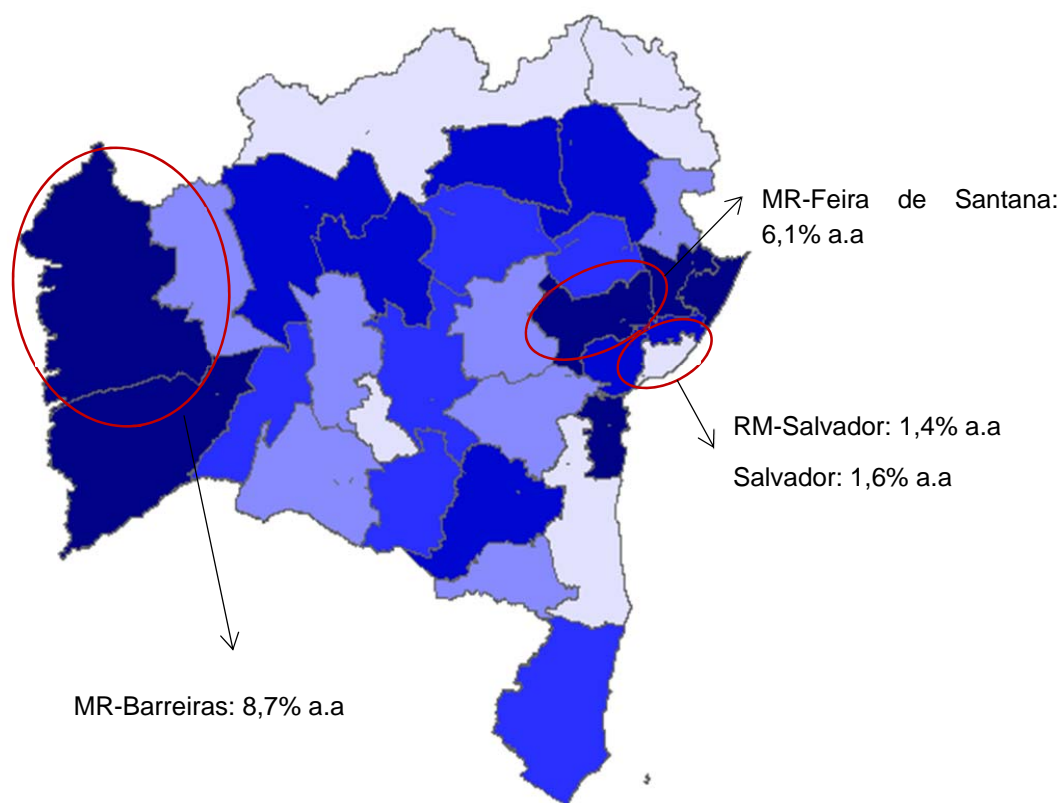 MR-Feira de Santana:
6,1% a.a
RM-Salvador: 1,4% a.a
Salvador: 1,6% a.a
MR-Barreiras: 8,7% a.a